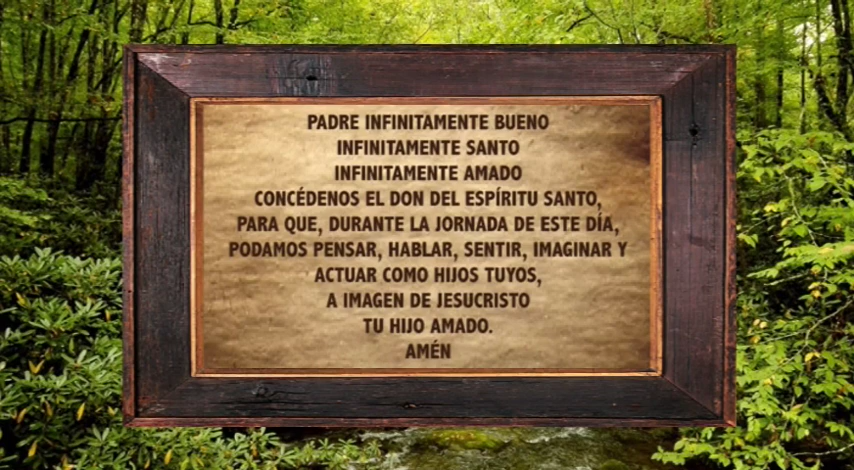 PADRE INFINITAMENTE BUENO
INFINITAMENTE SANTO
INFINITAMENTE AMADO
CONCÉDENOS EL DON DEL ESPÍRITU SANTO,
PARA QUE, DURANTE LA JORNADA DE ESTE DÍA,
PODAMOS PENSAR, HABLAR, SENTIR, IMAGINAR Y
ACTUAR COMO HIJOS TUYOS,
A IMAGEN DE JESUCRISTO
TU HIJO AMADO.
AMÉN